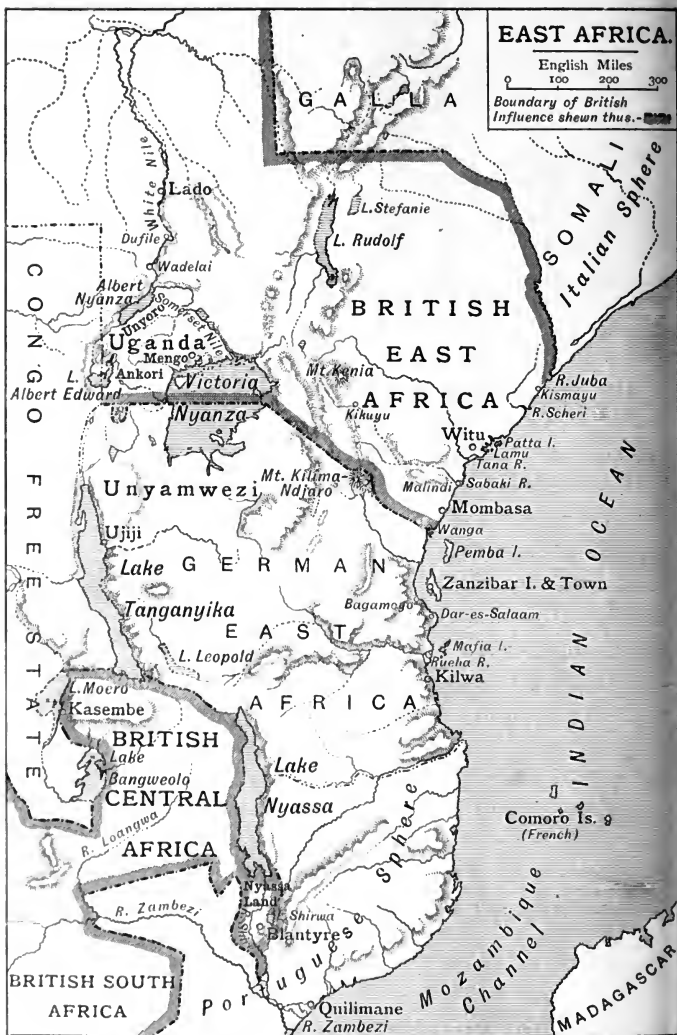 EAST AFRICA.
English Miles
0 100 200 300
Boundary of British
Influence shewn thus.-
GALLA
SOMALI
Italian Sphere
White Nile
Lado
L. Stefanie
L. Rudolf
Dufile
Wadelai
Albert
Nyanza
Unyoro
Somerset Nile
Uganda
Mengo
Ankori
L.
Albert Edward
Victoria
Nyanza
BRITISH
EAST
AFRICA
Mt. Kenia
Kikuyu
R. Juba
Kismayu
R. Scheri
Witu
Patta I.
Lamu
Tana R.
Malindi
Sabaki R.
Mombasa
Wanga
Pemba I.
CONGO FREE STATE
Unyamwezi
Mt. Kilima-
Ndjaro
Ujiji
Lake
Tanganyika
GERMAN
EAST
AFRICA
Zanzibar I. & Town
Bagamoyo
Dar-es-Salaam
Mafia I.
Rueha R.
Kilwa
L. Leopold
L. Moero
Kasembe
BRITISH
CENTRAL
AFRICA
Lake
Bangweolo
R. Loangwa
Lake
Nyassa
INDIAN OCEAN
Comoro Is.
(French)
Nyassa
Land
Shirwa
Blantyres
R. Zambezi
Portuguese Sphere
Mozambique
Channel
BRITISH SOUTH
AFRICA
Quilimane
R. Zambezi
MADAGASCAR